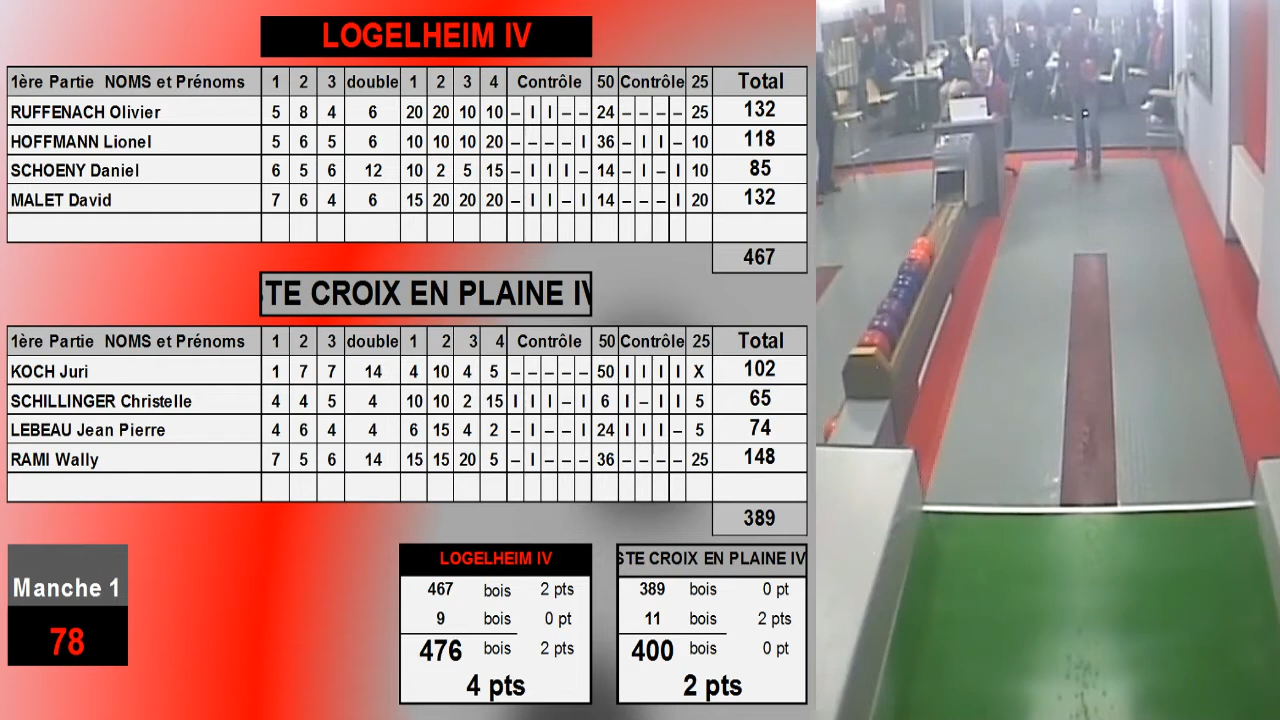 LOGELHEIM IV
1ère Partie NOMS et Prénoms 1 2 3 double 1 2 3 4 Contrôle 50 Contrôle 25 Total
RUFFENACH Olivier 5 8 4 6 20 20 10 10 – I I – – 24 – – – – 25 132
HOFFMANN Lionel 5 6 5 6 10 10 10 20 – – – – I 36 – I I – 10 118
SCHOENY Daniel 6 5 6 12 10 2 5 15 – I I I – 14 – I – I 10 85
MALET David 7 6 4 6 15 20 20 20 – I I – I 14 – – – I 20 132
467
STE CROIX EN PLAINE IV
1ère Partie NOMS et Prénoms 1 2 3 double 1 2 3 4 Contrôle 50 Contrôle 25 Total
KOCH Juri 1 7 7 14 4 10 4 5 – – – – – 50 I I I I X 102
SCHILLINGER Christelle 4 4 5 4 10 10 2 15 I I I – I 6 I – I I 5 65
LEBEAU Jean Pierre 4 6 4 4 6 15 4 2 – I – – I 24 I I I – 5 74
RAMI Wally 7 5 6 14 15 15 20 5 – I – – – 36 – – – – 25 148
389
Manche 1
78
LOGELHEIM IV
467 bois 2 pts
9 bois 0 pt
476 bois 2 pts
4 pts
STE CROIX EN PLAINE IV
389 bois 0 pt
11 bois 2 pts
400 bois 0 pt
2 pts